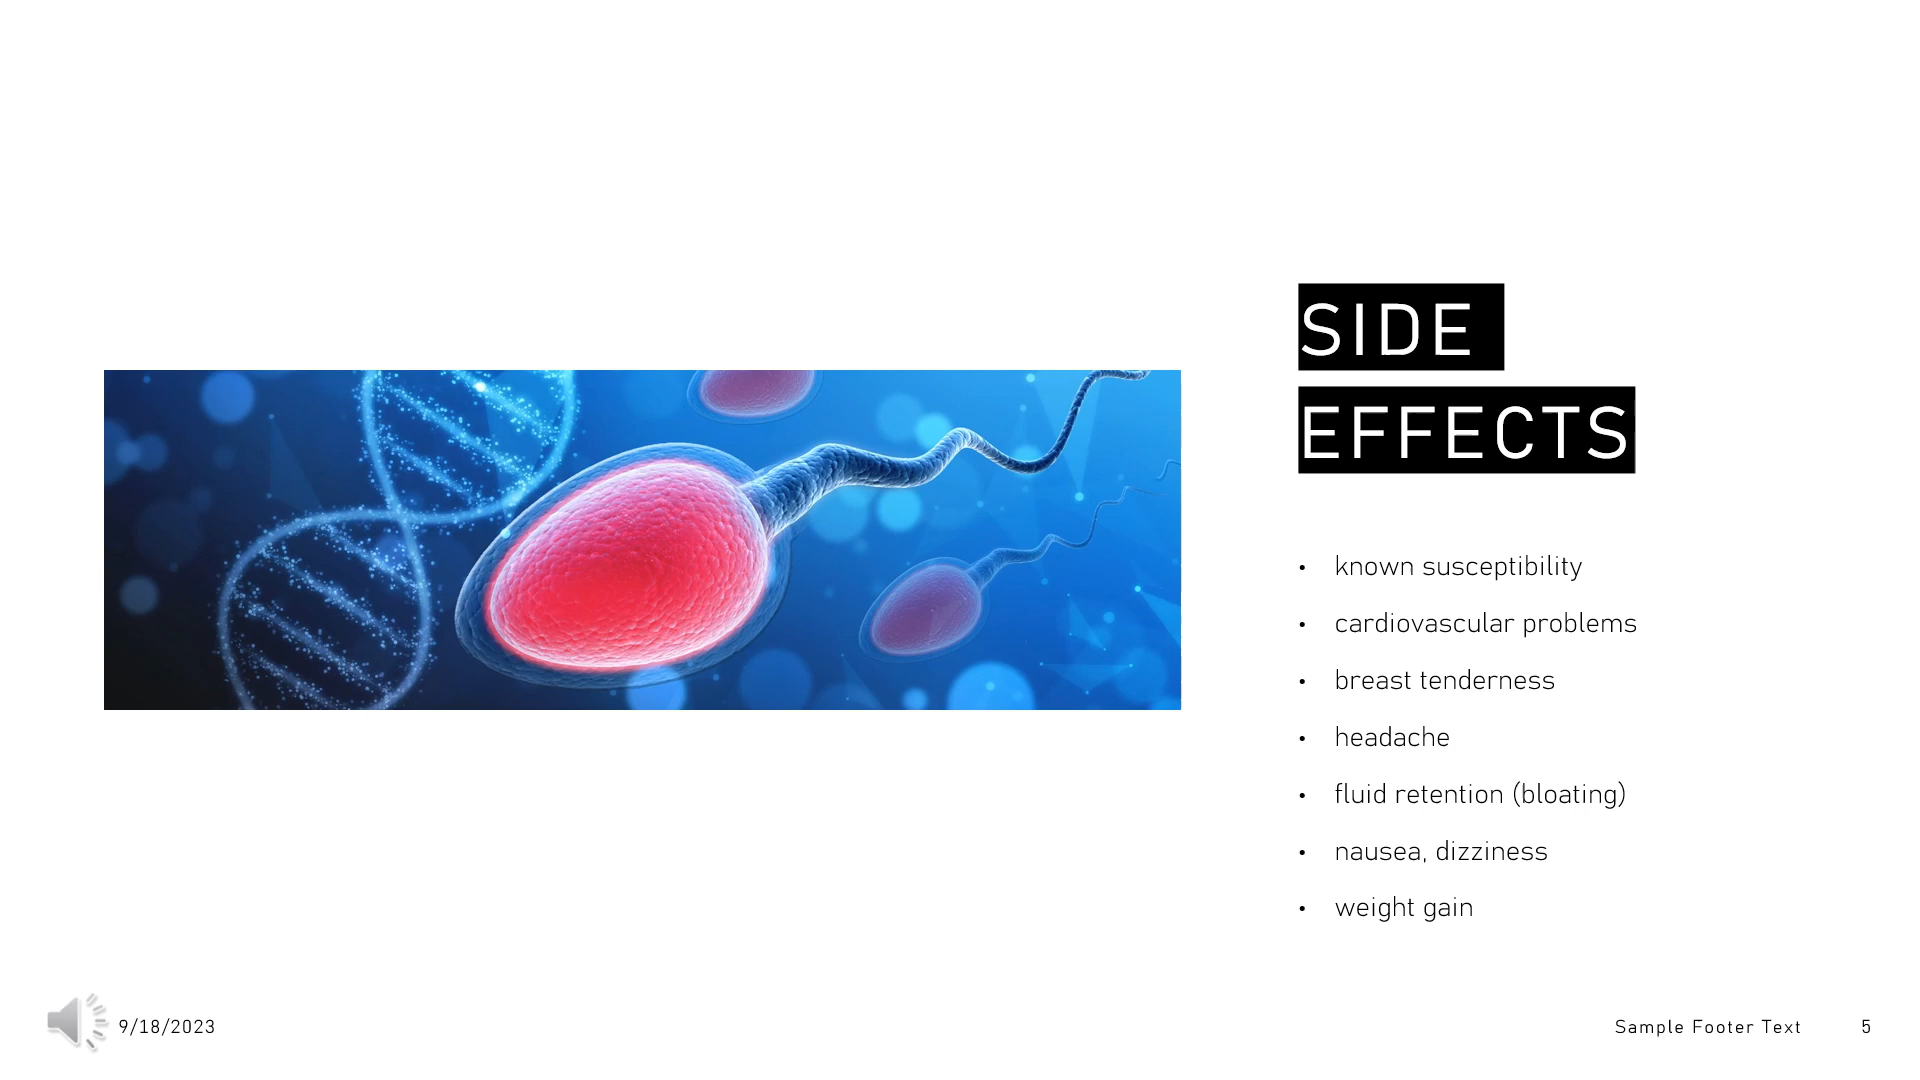 SIDE
EFFECTS
• known susceptibility
• cardiovascular problems
• breast tenderness
• headache
• fluid retention (bloating)
• nausea, dizziness
• weight gain
9/18/2023
Sample Footer Text
5